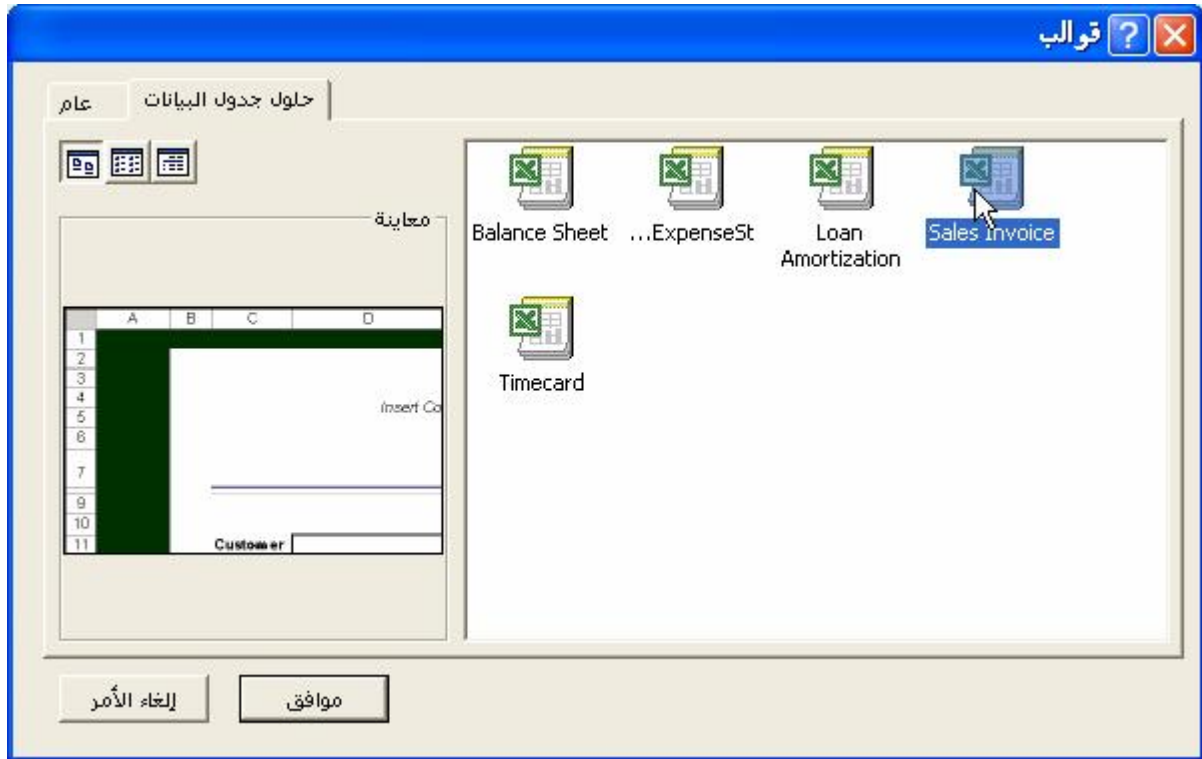 قوالب
عام
حلول جدول البيانات
معاينة
Balance Sheet
...ExpenseSt
Loan
Amortization
Sales Invoice
Timecard
A B C D
1
2
3
4
5
6
7
9
10
11
Insert Co
Customer
موافق
إلغاء الأمر